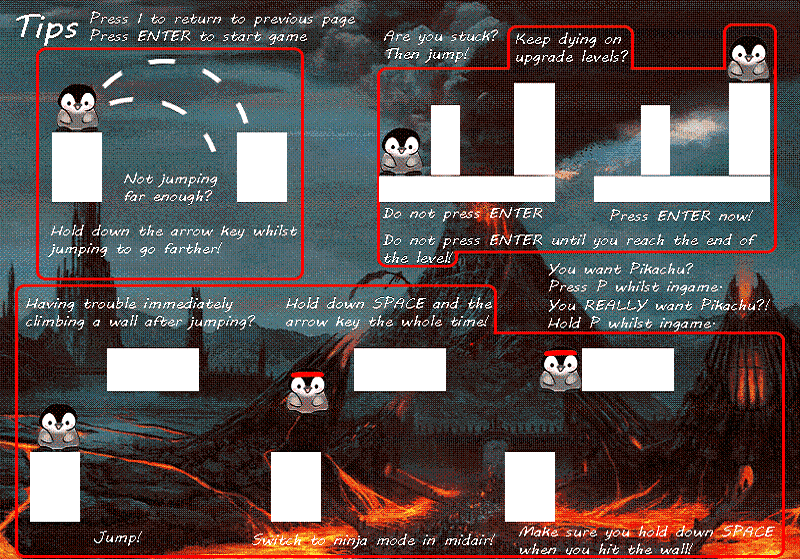 Tips
Press 1 to return to previous page
Press ENTER to start game
Are you stuck?
Then jump!
Keep dying on
upgrade levels?
Not jumping
far enough?
Hold down the arrow key whilst
jumping to go farther!
Do not press ENTER
Press ENTER now!
Do not press ENTER until you reach the end of
the level!
You want Pikachu?
Press P whilst ingame.
You REALLY want Pikachu?!
Hold P whilst ingame.
Having trouble immediately
climbing a wall after jumping?
Hold down SPACE and the
arrow key the whole time!
Jump!
Switch to ninja mode in midair!
Make sure you hold down SPACE
when you hit the wall!